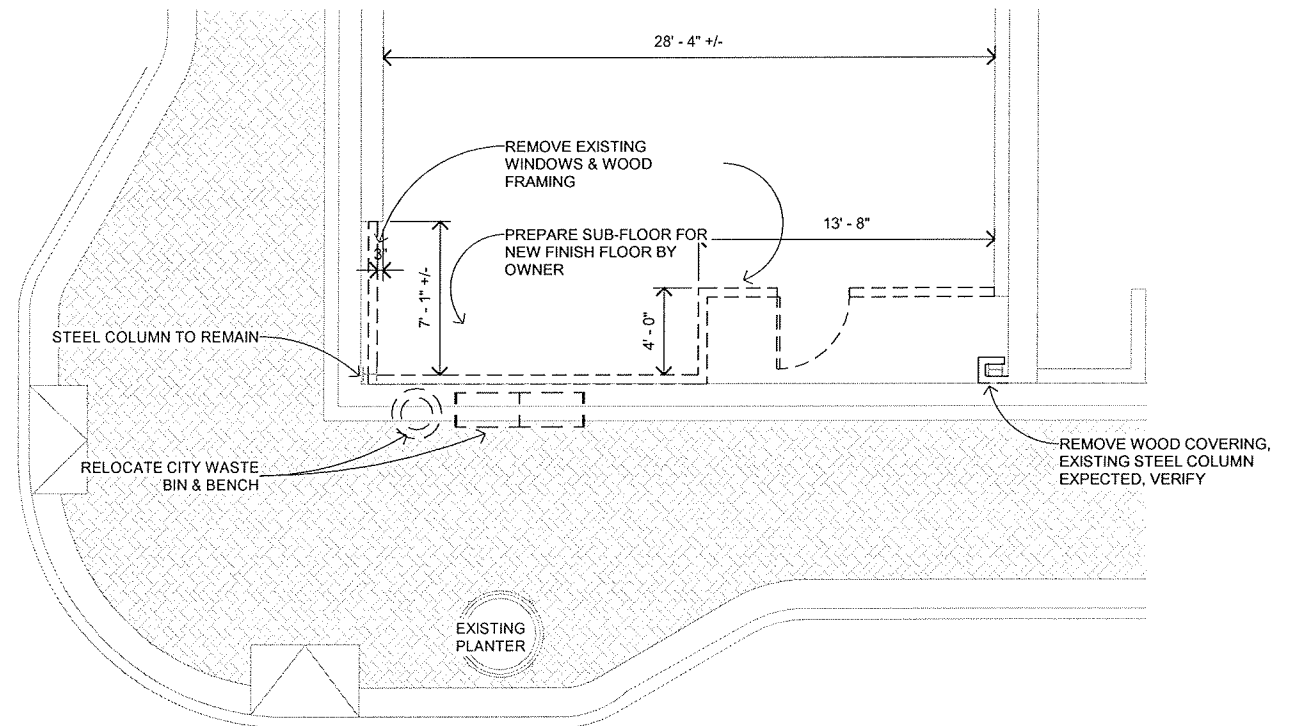 28' - 4" +/-
REMOVE EXISTING
WINDOWS & WOOD
FRAMING
13' - 8"
PREPARE SUB-FLOOR FOR
NEW FINISH FLOOR BY
OWNER
3"
7' - 1" +/-
4' - 0"
STEEL COLUMN TO REMAIN
RELOCATE CITY WASTE
BIN & BENCH
REMOVE WOOD COVERING,
EXISTING STEEL COLUMN
EXPECTED, VERIFY
EXISTING
PLANTER